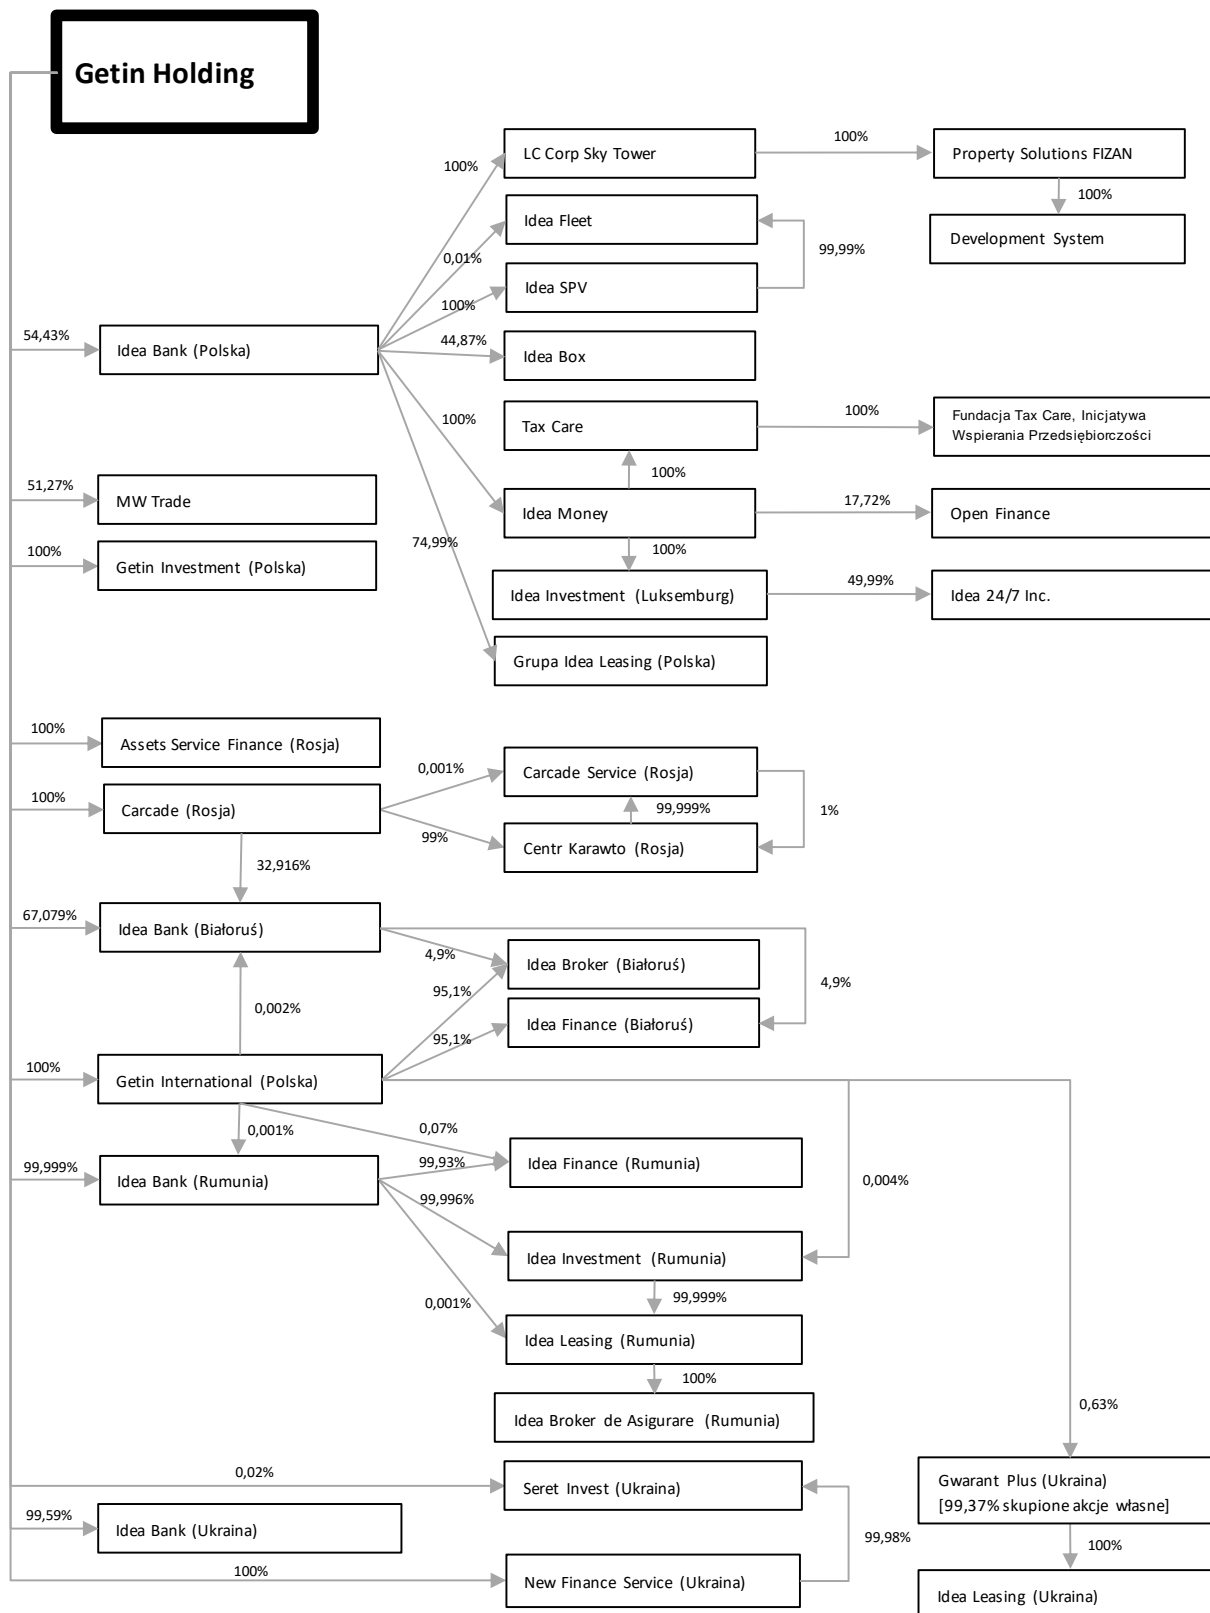 Getin Holding
LC Corp Sky Tower
100%
Property Solutions FIZAN
100%
100%
Idea Fleet
Development System
0,01%
99,99%
Idea SPV
100%
54,43%
Idea Bank (Polska)
44,87%
Idea Box
100%
Tax Care
100%
Fundacja Tax Care, Inicjatywa
Wspierania Przedsiębiorczości
100%
51,27%
MW Trade
Idea Money
17,72%
Open Finance
74,99%
100%
100%
Getin Investment (Polska)
Idea Investment (Luksemburg)
49,99%
Idea 24/7 Inc.
Grupa Idea Leasing (Polska)
100%
Assets Service Finance (Rosja)
0,001%
Carcade Service (Rosja)
100%
Carcade (Rosja)
99,999%
1%
99%
Centr Karawto (Rosja)
32,916%
67,079%
Idea Bank (Białoruś)
4,9%
Idea Broker (Białoruś)
4,9%
95,1%
0,002%
Idea Finance (Białoruś)
95,1%
100%
Getin International (Polska)
0,001%
0,07%
99,999%
Idea Bank (Rumunia)
99,93%
Idea Finance (Rumunia)
0,004%
99,996%
Idea Investment (Rumunia)
0,001%
99,999%
Idea Leasing (Rumunia)
100%
Idea Broker de Asigurare (Rumunia)
0,63%
0,02%
Seret Invest (Ukraina)
Gwarant Plus (Ukraina)
[99,37% skupione akcje własne]
99,59%
Idea Bank (Ukraina)
99,98%
100%
100%
New Finance Service (Ukraina)
Idea Leasing (Ukraina)